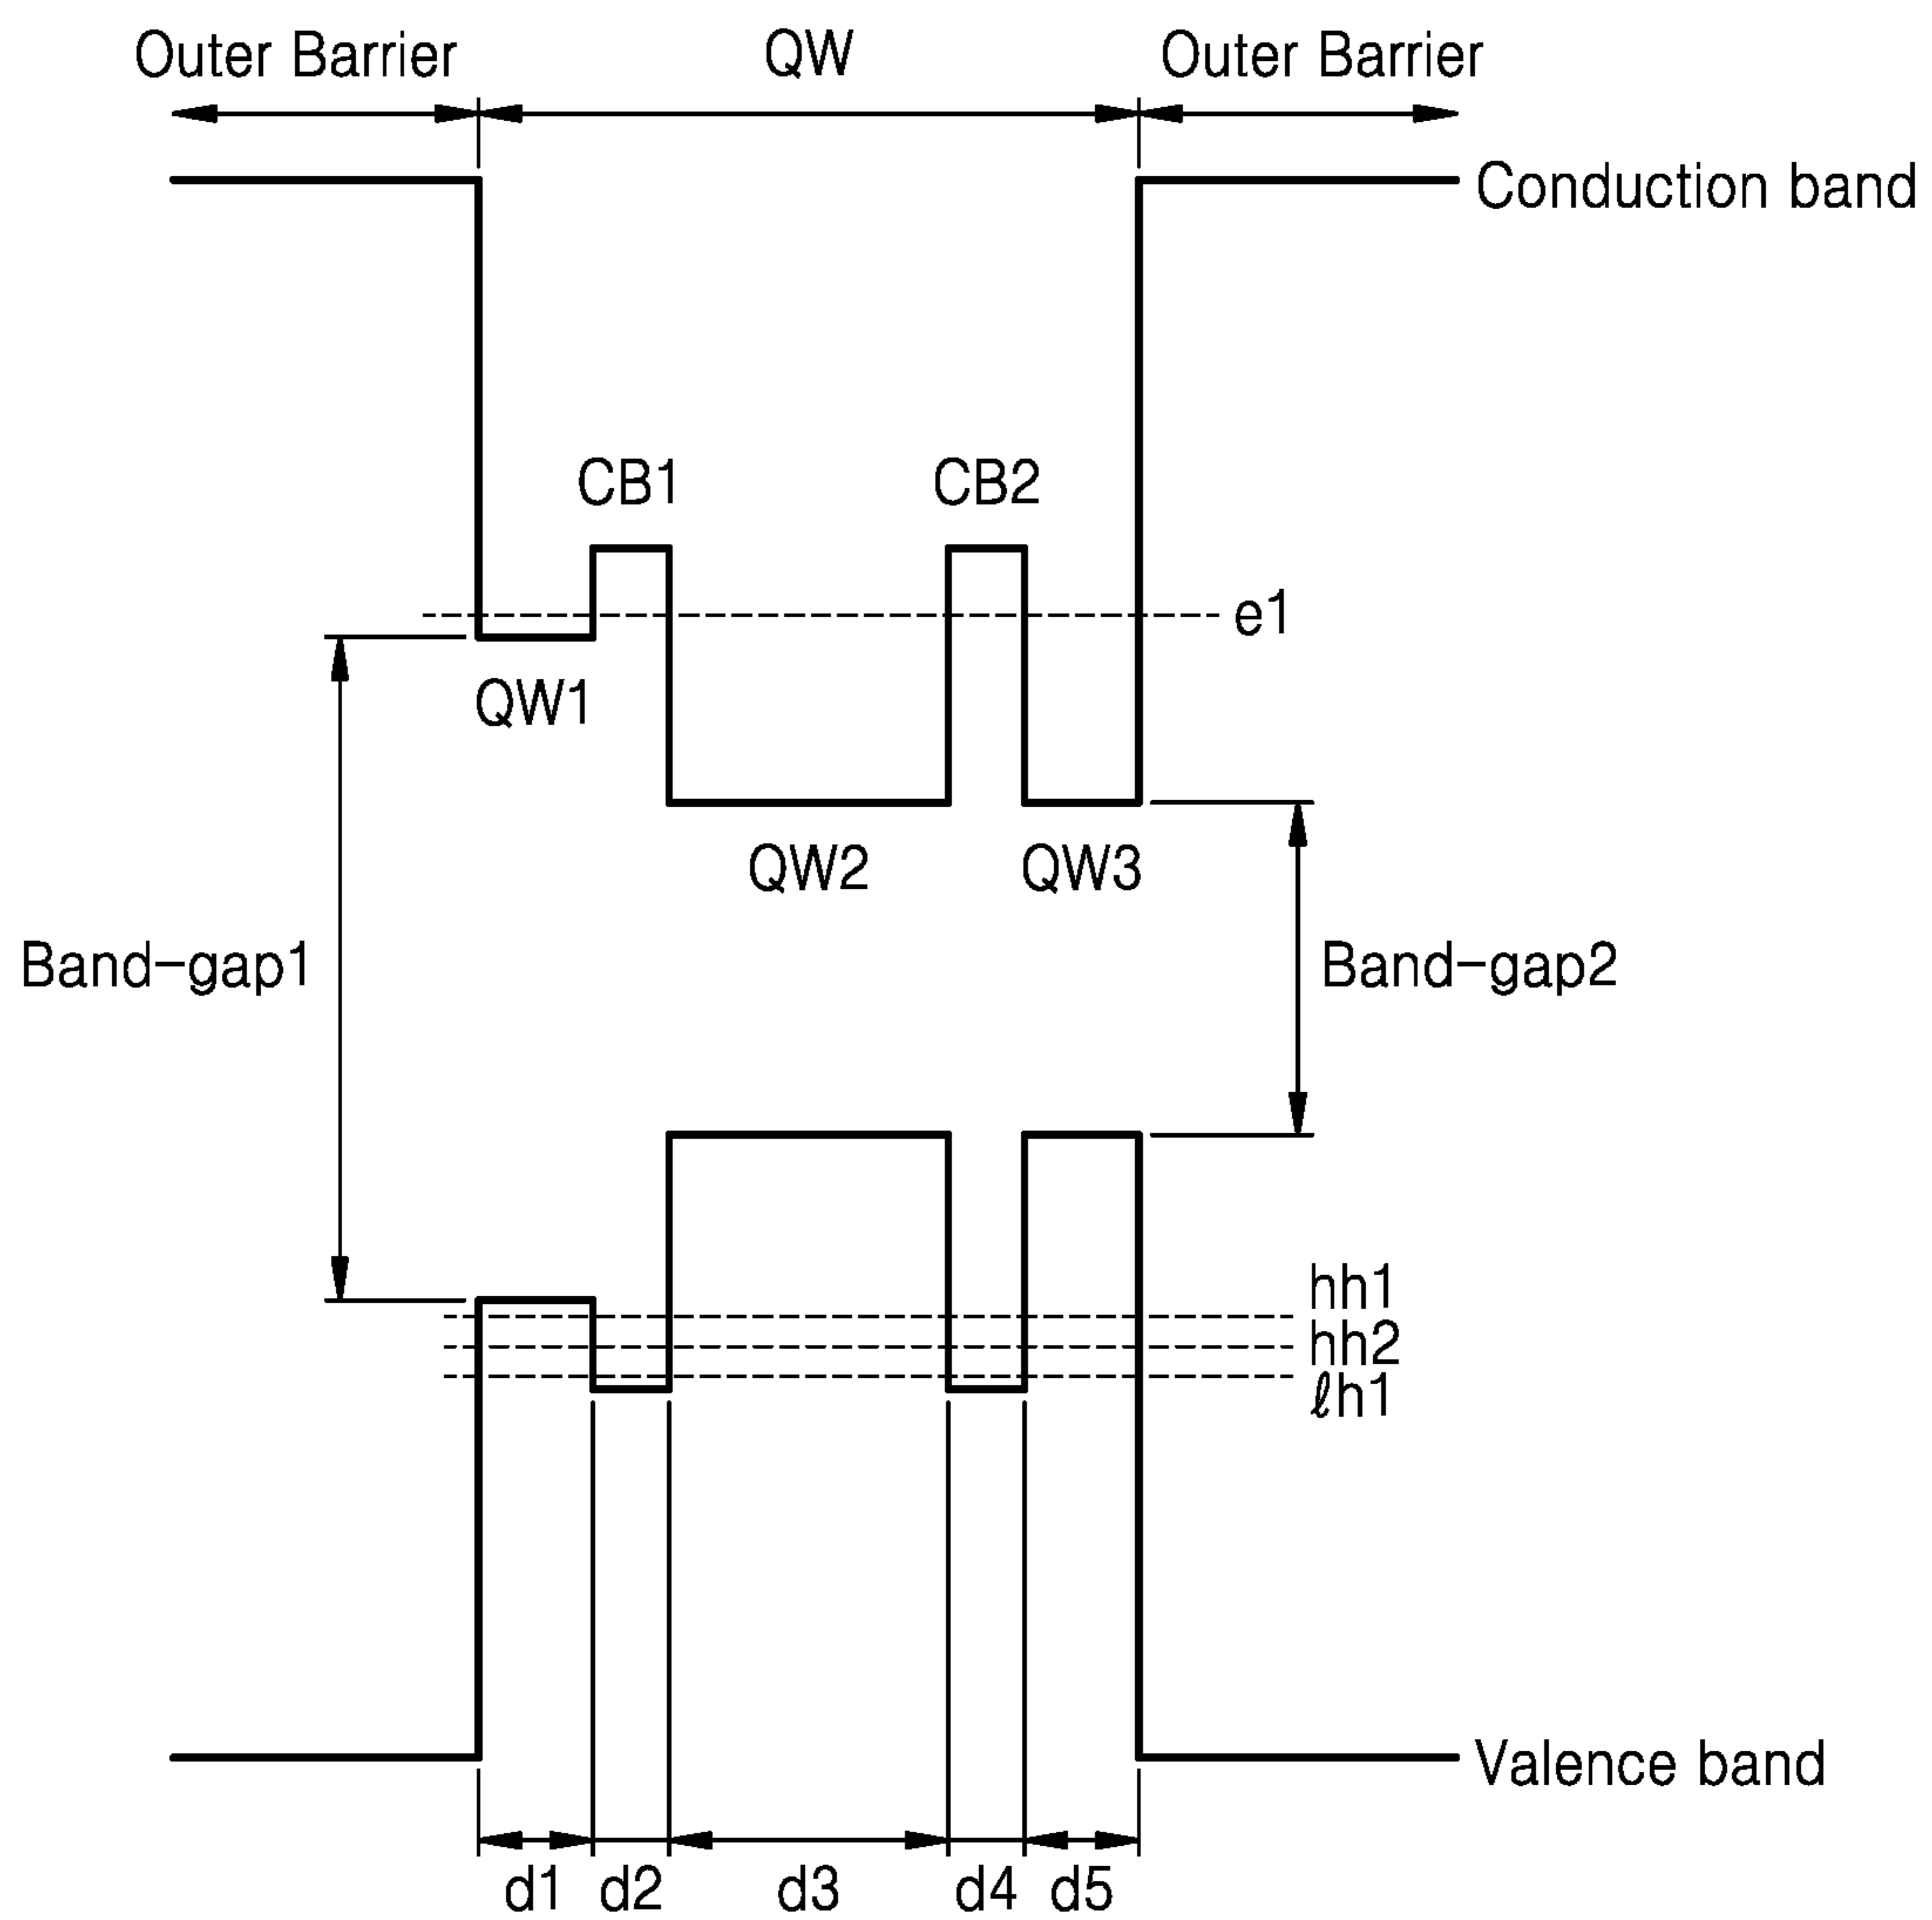 Outer Barrier
QW
Outer Barrier
Conduction band
CB1
CB2
e1
QW1
QW2
QW3
Band-gap1
Band-gap2
hh1
hh2
ℓh1
Valence band
d1
d2
d3
d4
d5